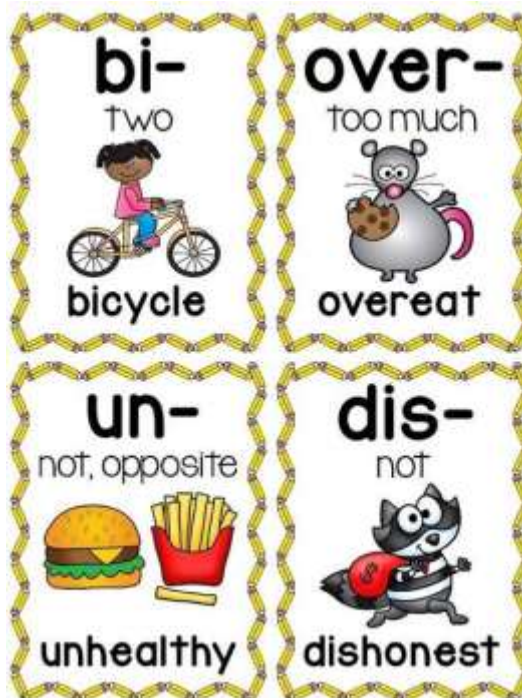 bi-
two
bicycle
over-
too much
overeat
un-
not, opposite
unhealthy
dis-
not
$
dishonest